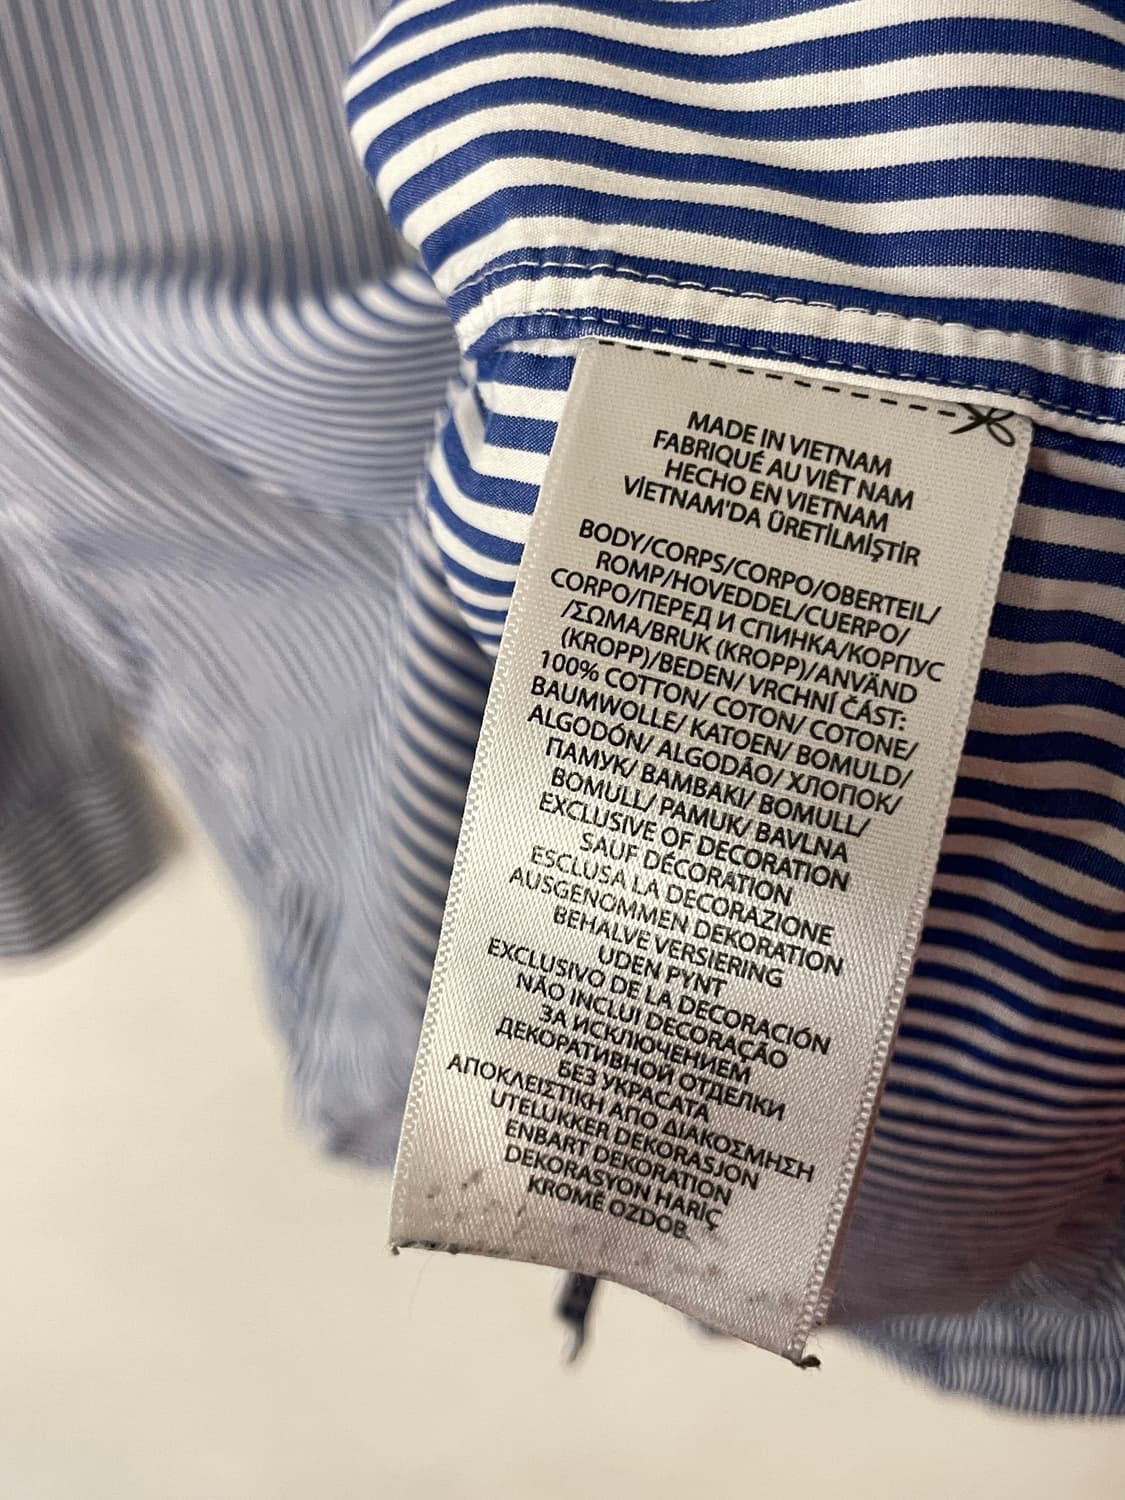 MADE IN VIETNAM
FABRIQUÉ AU VIÊT NAM
HECHO EN VIETNAM
VİETNAM'DA ÜRETİLMİŞTİR
BODY/CORPS/CORPO/OBERTEIL/
ROMP/HOVEDDEL/CUERPO/
CORPO/ПЕРЕД И СПИНКА/КОРПУС
/ΣΩΜΑ/BRUK (KROPP)/ANVÄND
(KROPP)/BEDEN/ VRCHNÍ ČÁST:
100% COTTON/ COTON/ COTONE/
BAUMWOLLE/ KATOEN/ BOMULD/
ALGODÓN/ ALGODÃO/ ХЛОПОК/
ПАМУК/ BAMBAKI/ BOMULL/
BOMULL/ PAMUK/ BAVLNA
EXCLUSIVE OF DECORATION
SAUF DÉCORATION
ESCLUSA LA DECORAZIONE
AUSGENOMMEN DEKORATION
BEHALVE VERSIERING
UDEN PYNT
EXCLUSIVO DE LA DECORACIÓN
NÃO INCLUI DECORAÇÃO
ЗА ИСКЛЮЧЕНИЕМ
ДЕКОРАТИВНОЙ ОТДЕЛКИ
БЕЗ УКРАСАТА
ΑΠΟΚΛΕΙΣΤΙΚΗ ΑΠΟ ΔΙΑΚΟΣΜΗΣΗ
UTELUKKER DEKORASJON
ENBART DEKORATION
DEKORASYON HARİÇ
KROMĚ OZDOB